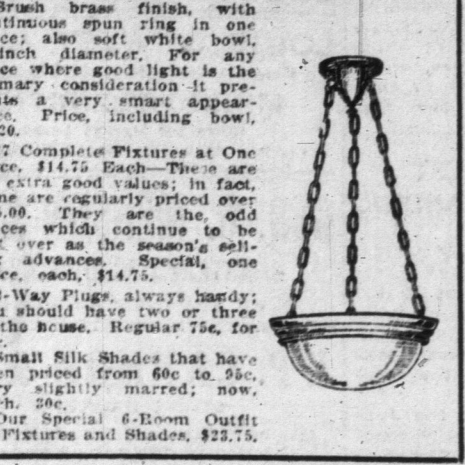 Brush brass finish, with
tinuous spun ring in one
ce; also soft white bowl,
inch diameter. For any
ce where good light is the
mary consideration it pre-
ts a very smart appear-
ce. Price, including bowl,
20.
7 Complete Fixtures at One
ce, $14.75 Each—These are
extra good values; in fact,
me are regularly priced over
5.00. They are the odd
ces which continue to be
t over as the season's sell-
g advances. Special, one
ce, each, $14.75.
-Way Plugs, always handy;
u should have two or three
the house. Regular 75c, for
Small Silk Shades that have
en priced from 60c to 95c,
ry slightly marred; now,
h, 30c.
Our Special 6-Room Outfit
Fixtures and Shades, $23.75.